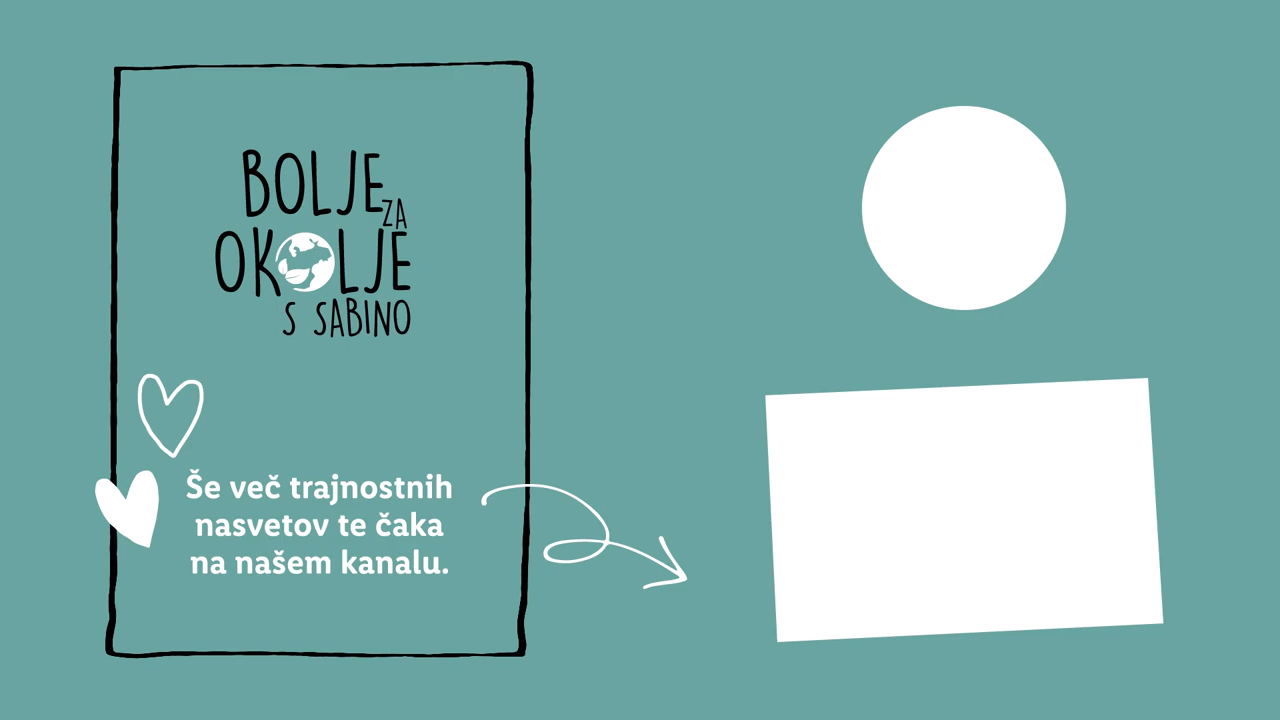 BOLJE ZA
OKOLJE
S SABINO
Še več trajnostnih
nasvetov te čaka
na našem kanalu.